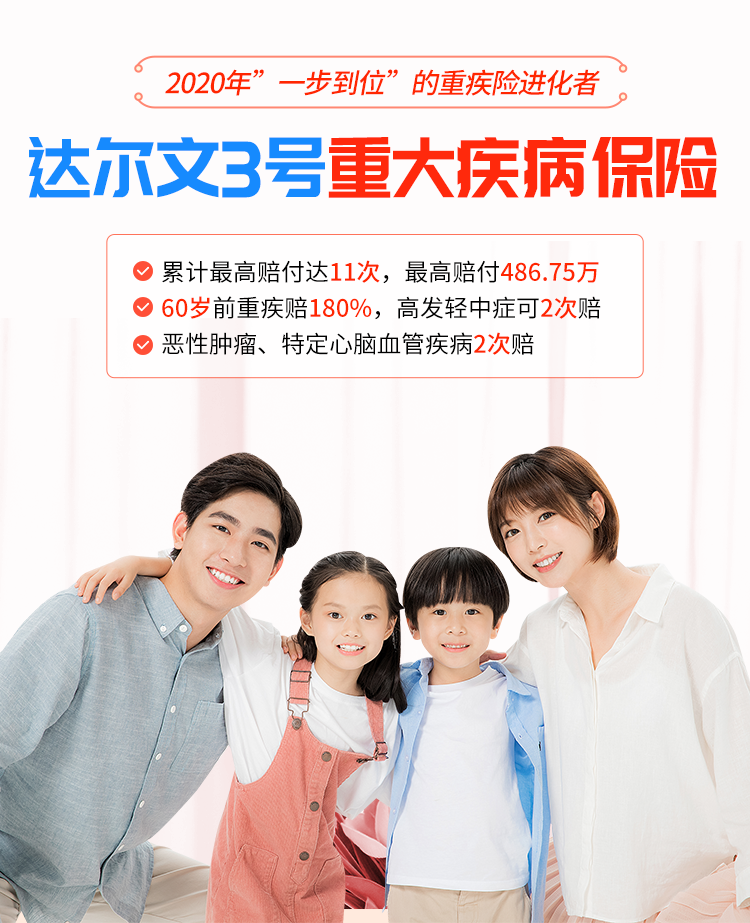 2020年”一步到位”的重疾险进化者
达尔文3号重大疾病保险
累计最高赔付达11次，最高赔付486.75万
60岁前重疾赔180%，高发轻中症可2次赔
恶性肿瘤、特定心脑血管疾病2次赔